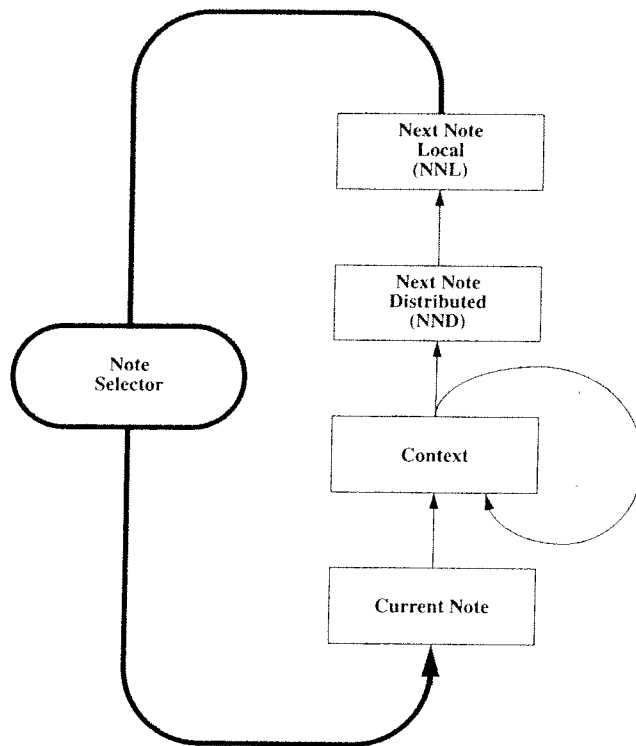 Next Note
Local
(NNL)
Next Note
Distributed
(NND)
Note
Selector
Context
Current Note